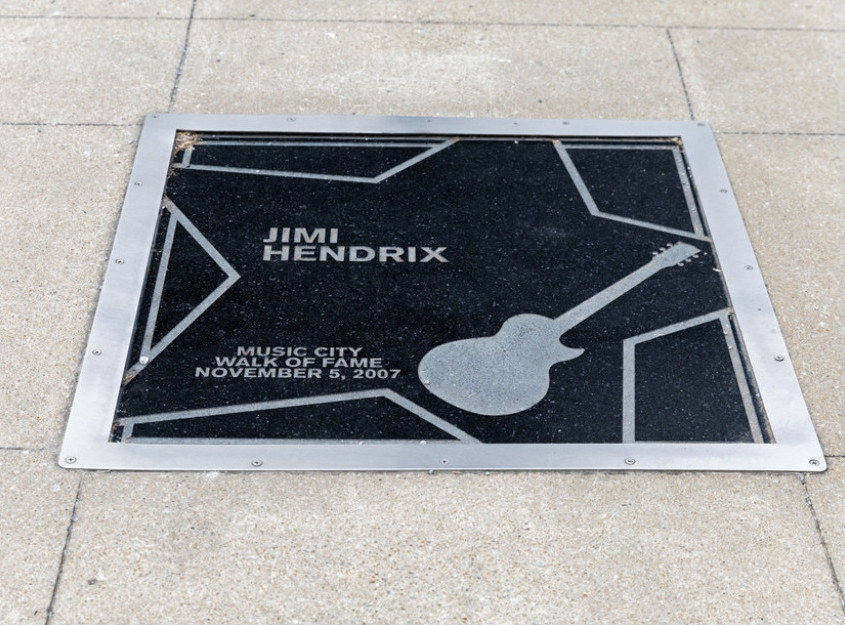 JIMI
HENDRIX
MUSIC CITY
WALK OF FAME
NOVEMBER 5, 2007